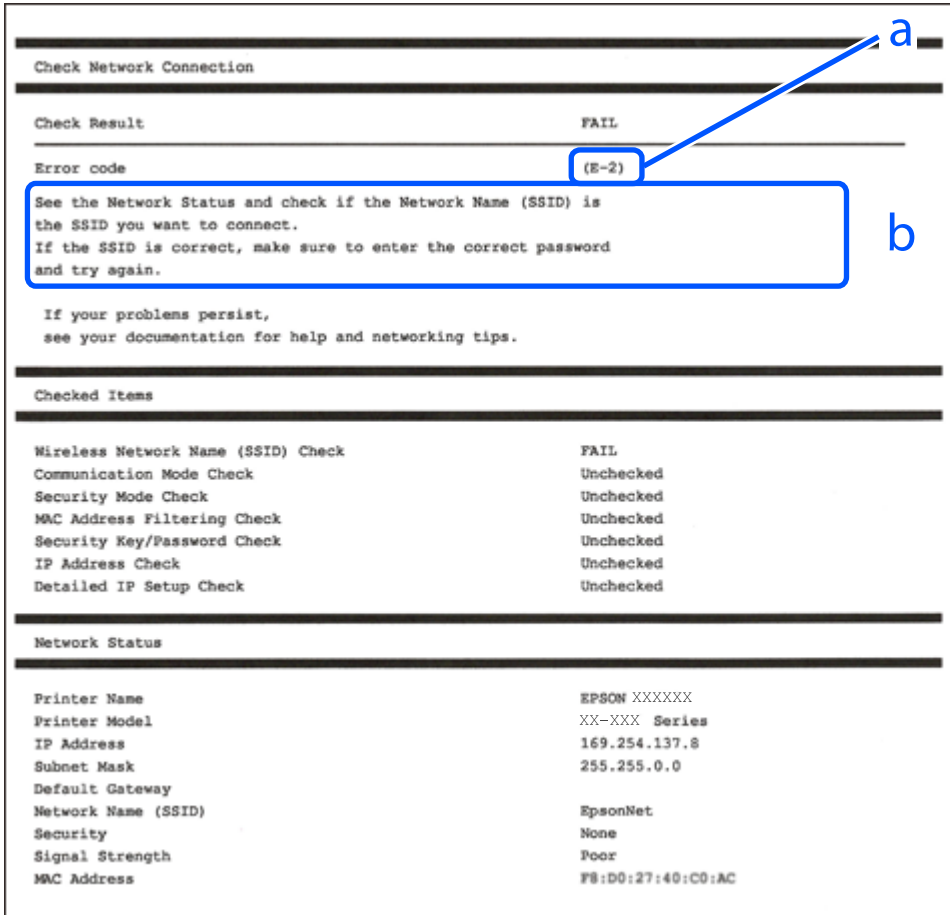 a
Check Network Connection
Check Result FAIL
Error code (E-2)
See the Network Status and check if the Network Name (SSID) is
the SSID you want to connect.
If the SSID is correct, make sure to enter the correct password
and try again.
b
If your problems persist,
see your documentation for help and networking tips.
Checked Items
Wireless Network Name (SSID) Check FAIL
Communication Mode Check Unchecked
Security Mode Check Unchecked
MAC Address Filtering Check Unchecked
Security Key/Password Check Unchecked
IP Address Check Unchecked
Detailed IP Setup Check Unchecked
Network Status
Printer Name EPSON XXXXXX
Printer Model XX-XXX Series
IP Address 169.254.137.8
Subnet Mask 255.255.0.0
Default Gateway
Network Name (SSID) EpsonNet
Security None
Signal Strength Poor
MAC Address F8:D0:27:40:C0:AC